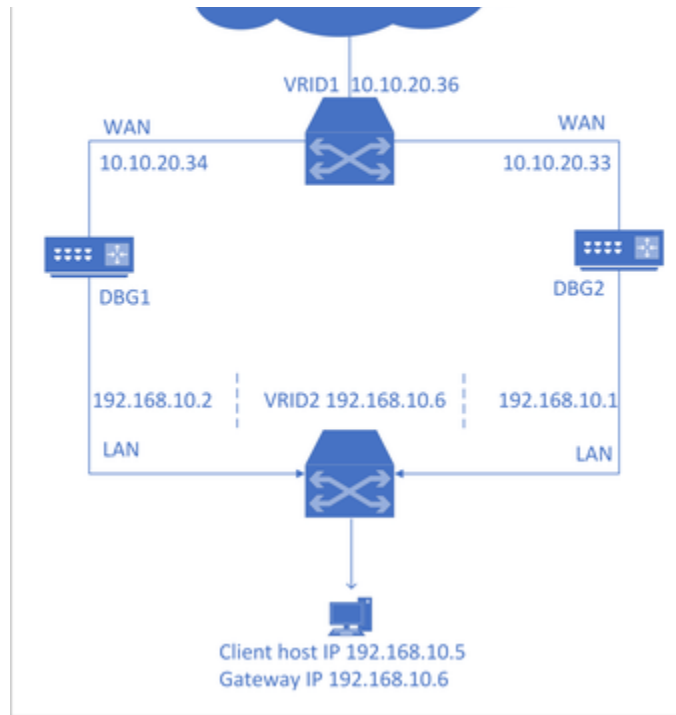 VRID1 10.10.20.36
WAN
WAN
10.10.20.34
10.10.20.33
DBG1
DBG2
192.168.10.2
VRID2 192.168.10.6
192.168.10.1
LAN
LAN
Client host IP 192.168.10.5
Gateway IP 192.168.10.6